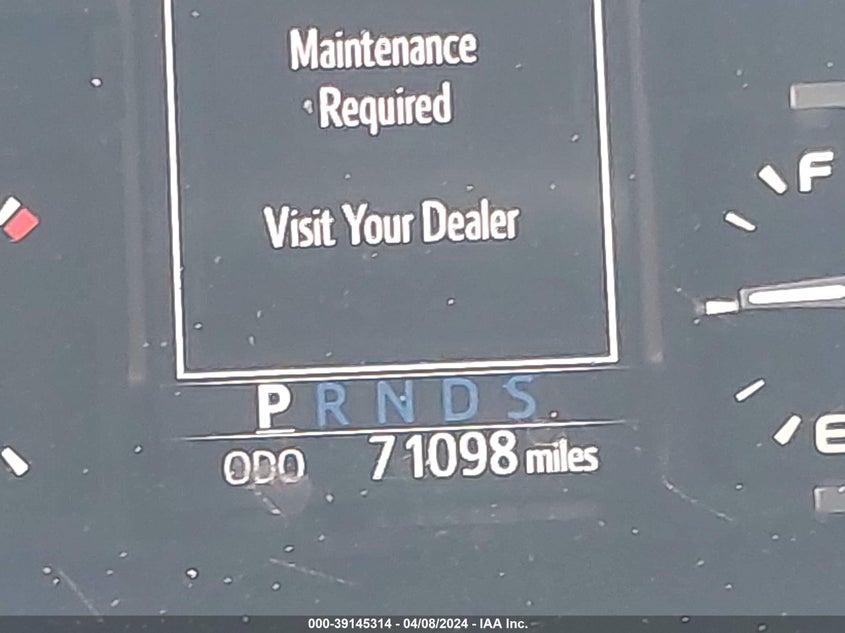 Maintenance
Required
Visit Your Dealer
F
P R N D S
E
ODO 71098 miles
000-39145314 - 04/08/2024 - IAA Inc.